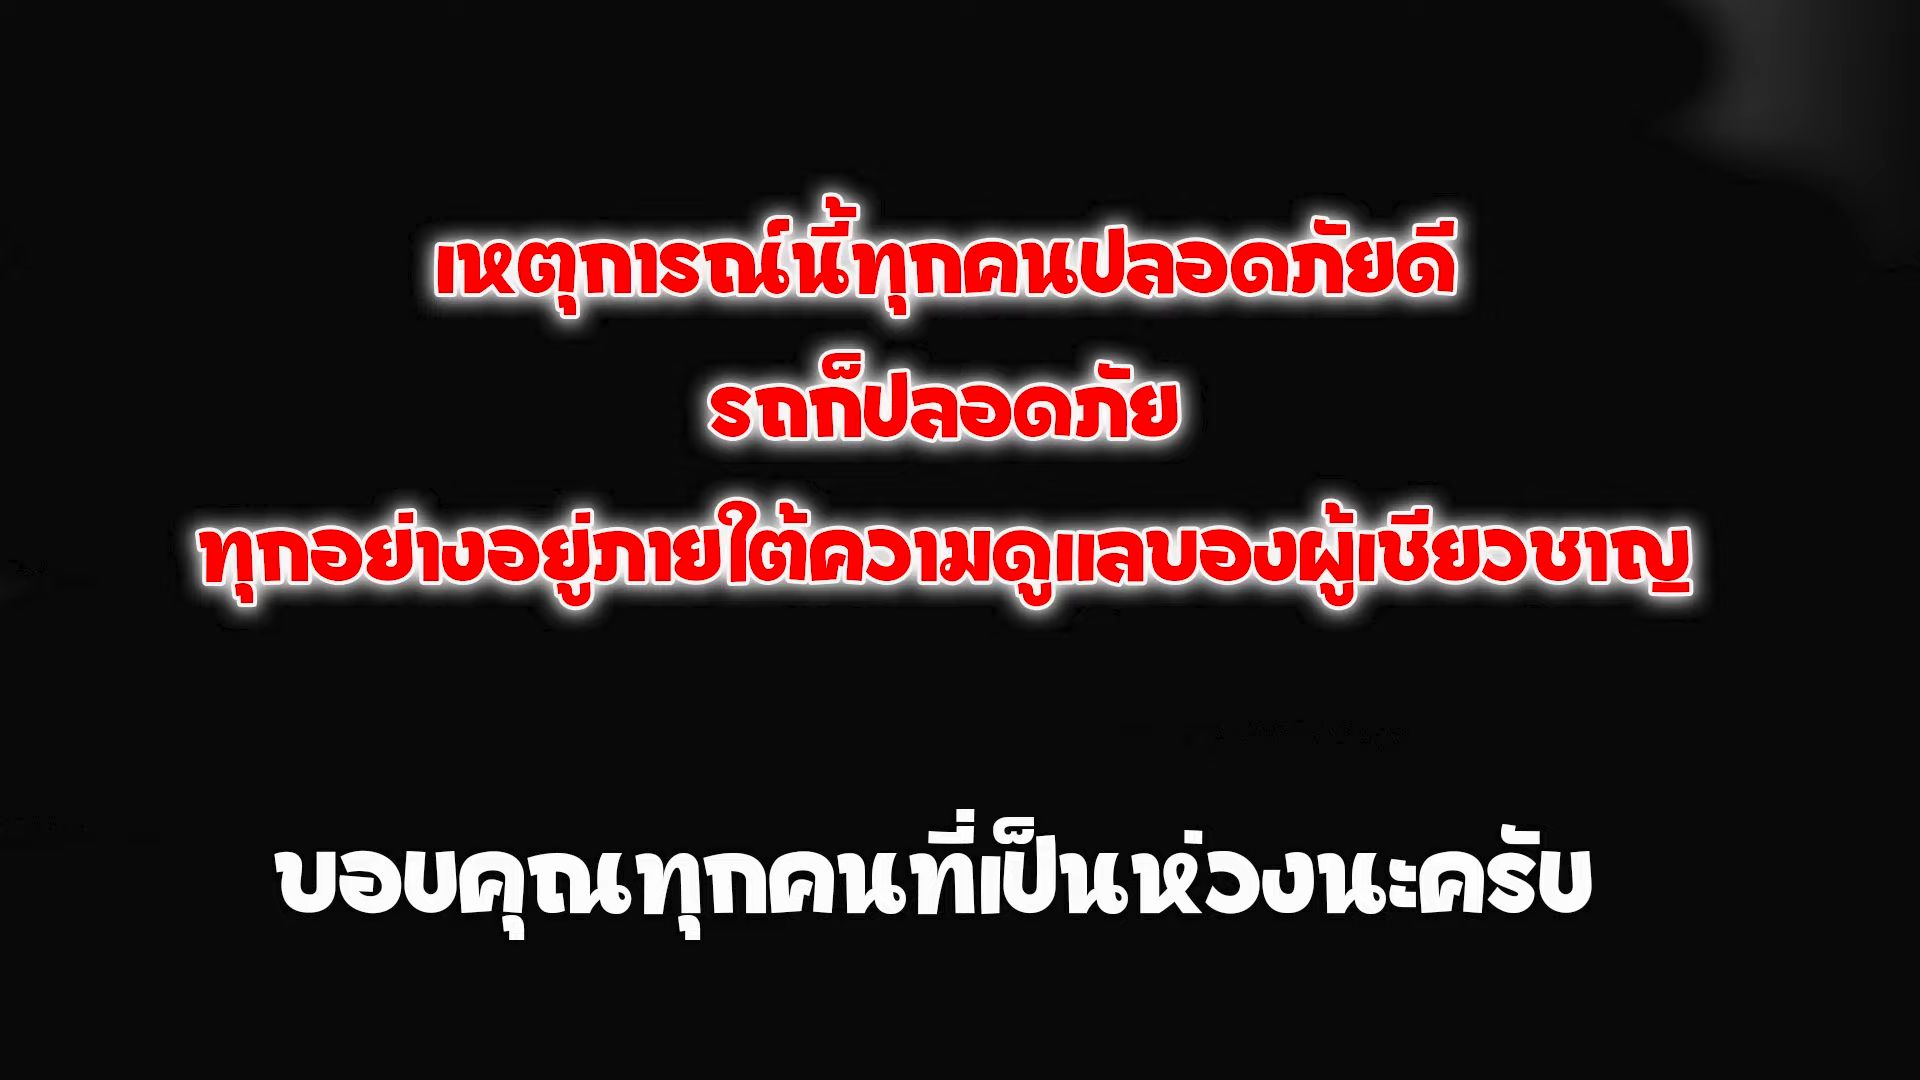 เหตุการณ์นี้ทุกคนปลอดภัยดี
รถก็ปลอดภัย
ทุกอย่างอยู่ภายใต้ความดูแลของผู้เชียวชาญ
ขอบคุณทุกคนที่เป็นห่วงนะครับ